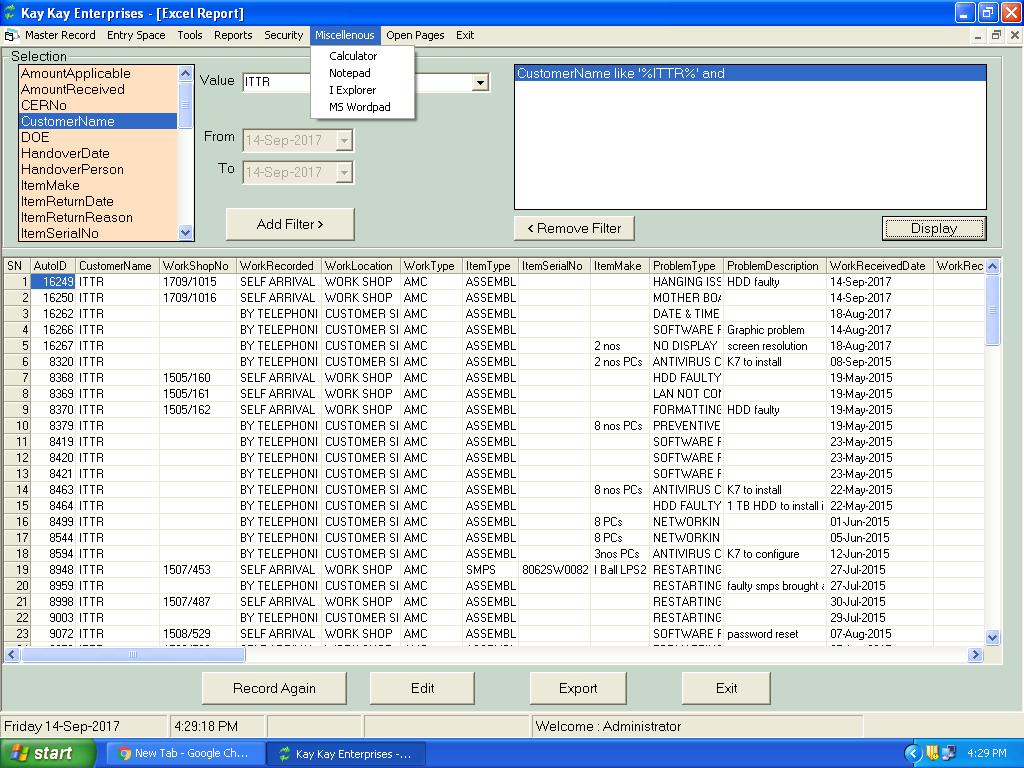 Kay Kay Enterprises - [Excel Report]
Master Record Entry Space Tools Reports Security Miscellenous Open Pages Exit
Calculator
Notepad
I Explorer
MS Wordpad
Selection
AmountApplicable
AmountReceived
CERNo
CustomerName
DOE
HandoverDate
HandoverPerson
ItemMake
ItemReturnDate
ItemReturnReason
ItemSerialNo
Value ITTR
From 14-Sep-2017
To 14-Sep-2017
Add Filter >
CustomerName like '%ITTR%' and
< Remove Filter Display
SN AutoID CustomerName WorkShopNo WorkRecorded WorkLocation WorkType ItemType ItemSerialNo ItemMake ProblemType ProblemDescription WorkReceivedDate WorkRec
1 16249 ITTR 1709/1015 SELF ARRIVAL WORK SHOP AMC ASSEMBL HANGING ISS HDD faulty 14-Sep-2017
2 16250 ITTR 1709/1016 SELF ARRIVAL WORK SHOP AMC ASSEMBL MOTHER BOA 14-Sep-2017
3 16262 ITTR BY TELEPHONI CUSTOMER SI AMC ASSEMBL DATE & TIME 18-Aug-2017
4 16266 ITTR BY TELEPHONI CUSTOMER SI AMC ASSEMBL SOFTWARE F Graphic problem 14-Aug-2017
5 16267 ITTR BY TELEPHONI CUSTOMER SI AMC ASSEMBL 2 nos NO DISPLAY screen resolution 18-Aug-2017
6 8320 ITTR BY TELEPHONI CUSTOMER SI AMC ASSEMBL 2 nos PCs ANTIVIRUS C K7 to install 08-Sep-2015
7 8368 ITTR 1505/160 SELF ARRIVAL WORK SHOP AMC ASSEMBL HDD FAULTY 19-May-2015
8 8369 ITTR 1505/161 SELF ARRIVAL WORK SHOP AMC ASSEMBL LAN NOT CON 19-May-2015
9 8370 ITTR 1505/162 SELF ARRIVAL WORK SHOP AMC ASSEMBL FORMATTING HDD faulty 19-May-2015
10 8379 ITTR BY TELEPHONI CUSTOMER SI AMC ASSEMBL 8 nos PCs PREVENTIVE 19-May-2015
11 8419 ITTR BY TELEPHONI CUSTOMER SI AMC ASSEMBL SOFTWARE F 23-May-2015
12 8420 ITTR BY TELEPHONI CUSTOMER SI AMC ASSEMBL SOFTWARE F 23-May-2015
13 8421 ITTR BY TELEPHONI CUSTOMER SI AMC ASSEMBL SOFTWARE F 23-May-2015
14 8463 ITTR BY TELEPHONI CUSTOMER SI AMC ASSEMBL 8 nos PCs ANTIVIRUS C K7 to install 22-May-2015
15 8464 ITTR BY TELEPHONI CUSTOMER SI AMC ASSEMBL HDD FAULTY 1 TB HDD to install i 22-May-2015
16 8499 ITTR BY TELEPHONI CUSTOMER SI AMC ASSEMBL 8 PCs NETWORKIN 01-Jun-2015
17 8544 ITTR BY TELEPHONI CUSTOMER SI AMC ASSEMBL 8 PCs NETWORKIN 05-Jun-2015
18 8594 ITTR BY TELEPHONI CUSTOMER SI AMC ASSEMBL 3nos PCs ANTIVIRUS C K7 to configure 12-Jun-2015
19 8948 ITTR 1507/453 SELF ARRIVAL WORK SHOP AMC SMPS 8062SW0082 I Ball LPS2 RESTARTING 27-Jul-2015
20 8959 ITTR BY TELEPHONI CUSTOMER SI AMC ASSEMBL RESTARTING faulty smps brought a 27-Jul-2015
21 8998 ITTR 1507/487 SELF ARRIVAL WORK SHOP AMC ASSEMBL RESTARTING 30-Jul-2015
22 9003 ITTR BY TELEPHONI CUSTOMER SI AMC ASSEMBL RESTARTING 29-Jul-2015
23 9072 ITTR 1508/529 SELF ARRIVAL WORK SHOP AMC ASSEMBL SOFTWARE F password reset 07-Aug-2015
Record Again Edit Export Exit
Friday 14-Sep-2017 4:29:18 PM Welcome : Administrator
start New Tab - Google Ch... Kay Kay Enterprises -... 4:29 PM